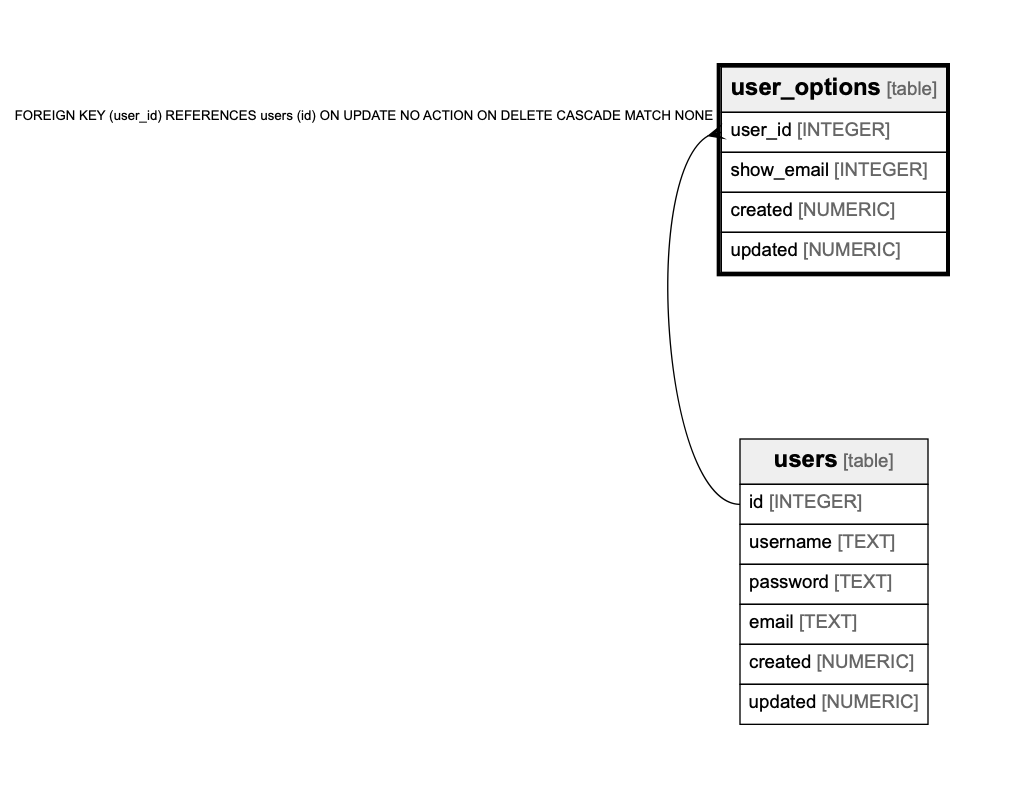 user_options [table]
FOREIGN KEY (user_id) REFERENCES users (id) ON UPDATE NO ACTION ON DELETE CASCADE MATCH NONE
user_id [INTEGER]
show_email [INTEGER]
created [NUMERIC]
updated [NUMERIC]
users [table]
id [INTEGER]
username [TEXT]
password [TEXT]
email [TEXT]
created [NUMERIC]
updated [NUMERIC]